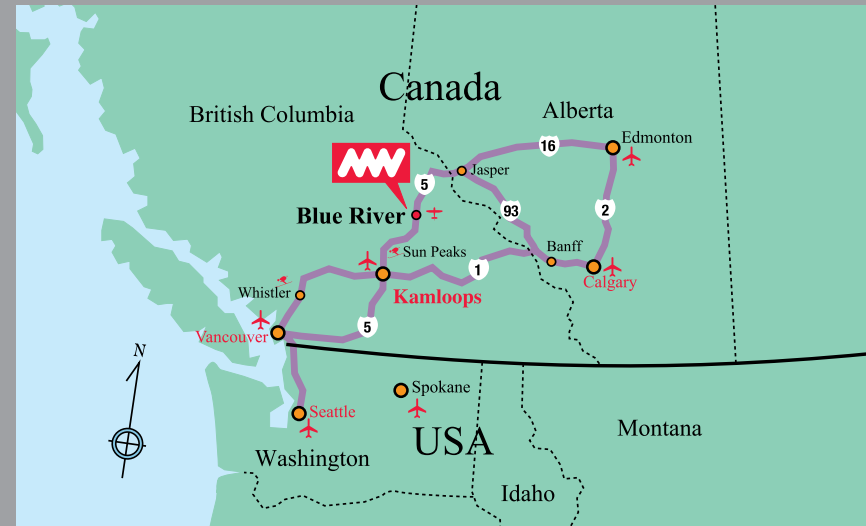 Canada
British Columbia
Alberta
Edmonton
16
Jasper
5
93
2
Blue River
Banff
Sun Peaks
1
Calgary
Whistler
Kamloops
5
Vancouver
N
Spokane
Seattle
USA
Montana
Washington
Idaho